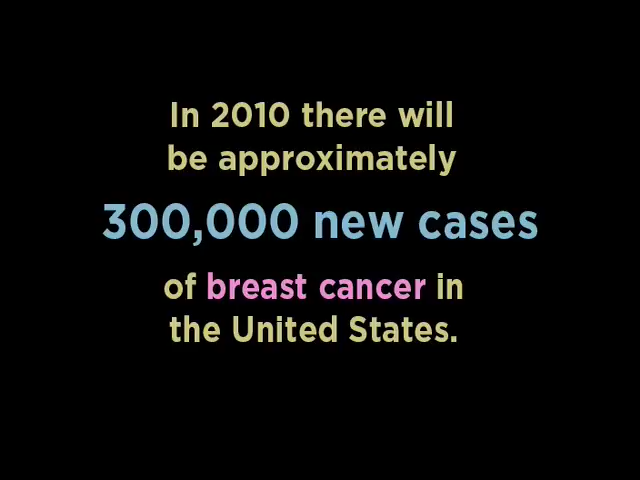 In 2010 there will
be approximately
300,000 new cases
of breast cancer in
the United States.